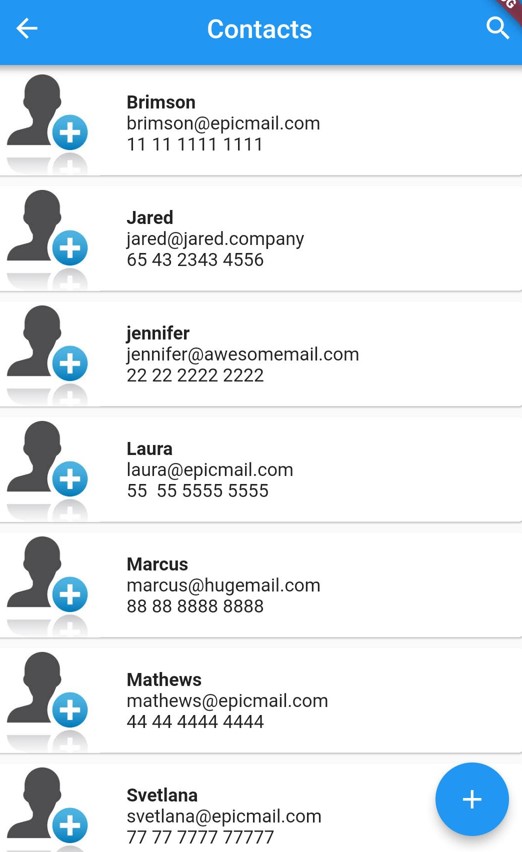 Contacts
Brimson
brimson@epicmail.com
11 11 1111 1111
Jared
jared@jared.company
65 43 2343 4556
jennifer
jennifer@awesomemail.com
22 22 2222 2222
Laura
laura@epicmail.com
55  55 5555 5555
Marcus
marcus@hugemail.com
88 88 8888 8888
Mathews
mathews@epicmail.com
44 44 4444 4444
Svetlana
svetlana@epicmail.com
77 77 7777 77777